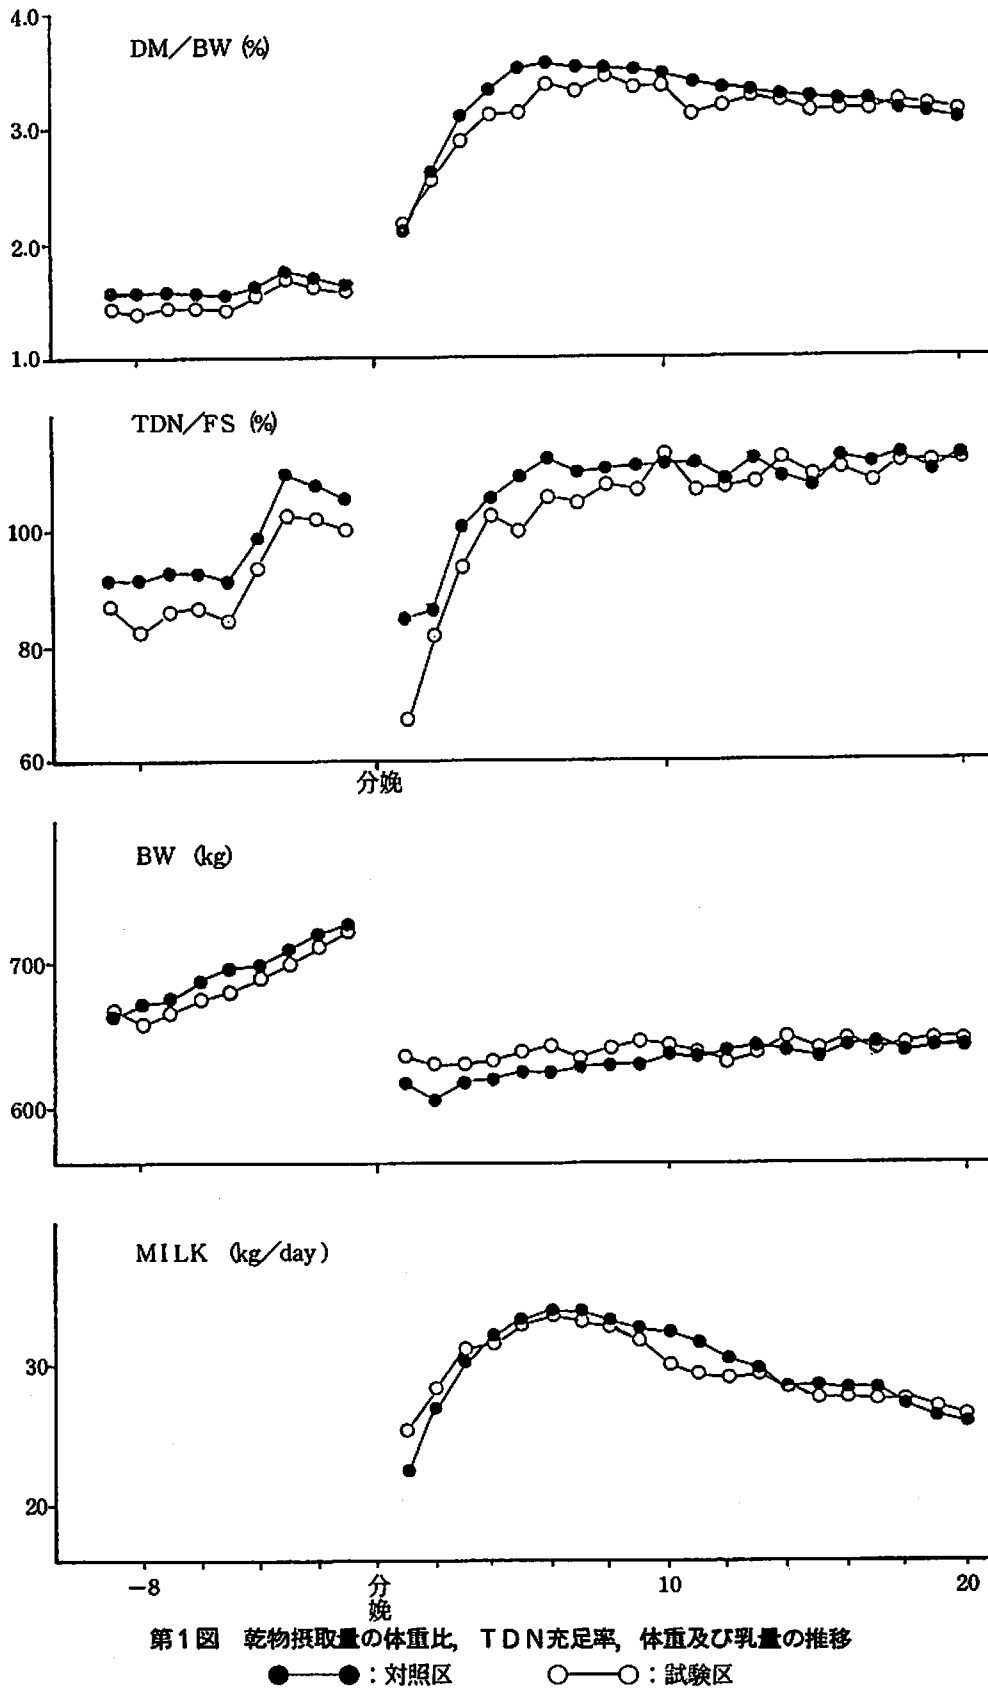 4.0
DM/BW (%)
3.0
2.0
1.0
TDN/FS (%)
100
80
60
分娩
BW (kg)
700
600
MILK (kg/day)
30
20
-8
分娩
10
20
第1図 乾物摂取量の体重比, TDN充足率, 体重及び乳量の推移
●—●:対照区 ○—○:試験区